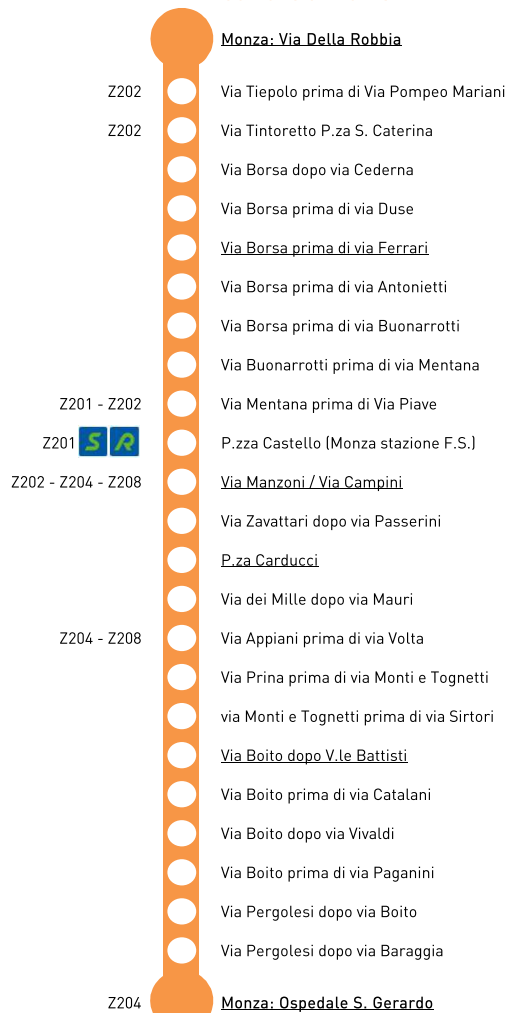 Monza: Via Della Robbia
Z202 Via Tiepolo prima di Via Pompeo Mariani
Z202 Via Tintoretto P.za S. Caterina
Via Borsa dopo via Cederna
Via Borsa prima di via Duse
Via Borsa prima di via Ferrari
Via Borsa prima di via Antonietti
Via Borsa prima di via Buonarrotti
Via Buonarrotti prima di via Mentana
Z201 - Z202 Via Mentana prima di Via Piave
Z201 S R P.zza Castello (Monza stazione F.S.)
Z202 - Z204 - Z208 Via Manzoni / Via Campini
Via Zavattari dopo via Passerini
P.za Carducci
Via dei Mille dopo via Mauri
Z204 - Z208 Via Appiani prima di via Volta
Via Prina prima di via Monti e Tognetti
via Monti e Tognetti prima di via Sirtori
Via Boito dopo V.le Battisti
Via Boito prima di via Catalani
Via Boito dopo via Vivaldi
Via Boito prima di via Paganini
Via Pergolesi dopo via Boito
Via Pergolesi dopo via Baraggia
Z204 Monza: Ospedale S. Gerardo